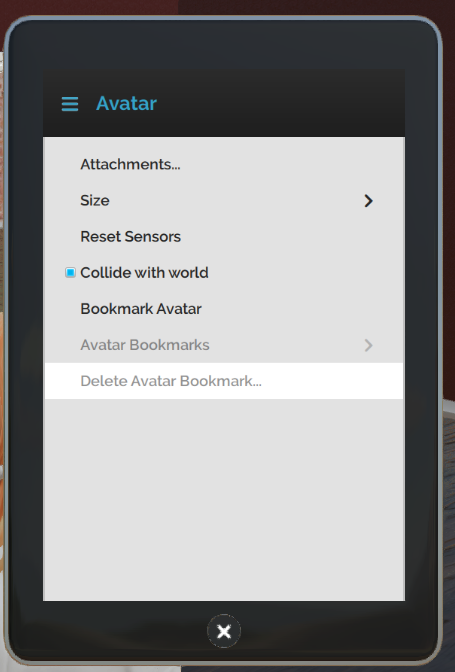 Avatar
Attachments...
Size
Reset Sensors
Collide with world
Bookmark Avatar
Avatar Bookmarks
Delete Avatar Bookmark...